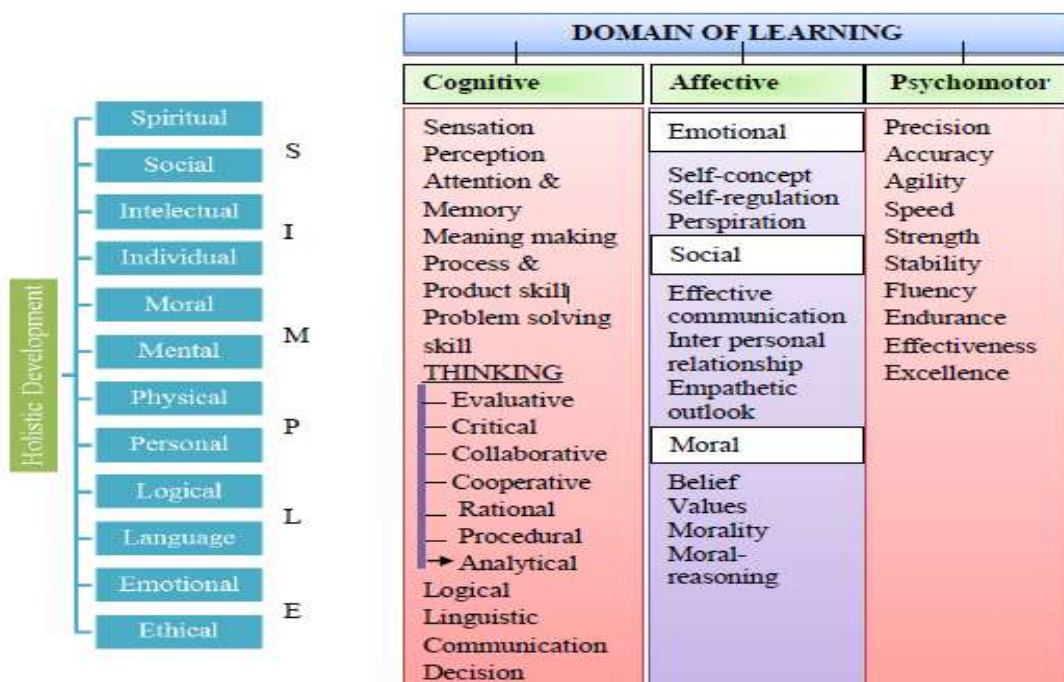 Holistic Development
Spiritual
Social
Intelectual
Individual
Moral
Mental
Physical
Personal
Logical
Language
Emotional
Ethical
S
I
M
P
L
E
DOMAIN OF LEARNING
Cognitive
Sensation
Perception
Attention &
Memory
Meaning making
Process &
Product skill
Problem solving
skill
THINKING
Evaluative
Critical
Collaborative
Cooperative
Rational
Procedural
Analytical
Logical
Linguistic
Communication
Decision
Affective
Emotional
Self-concept
Self-regulation
Perspiration
Social
Effective
communication
Inter personal
relationship
Empathetic
outlook
Moral
Belief
Values
Morality
Moral-
reasoning
Psychomotor
Precision
Accuracy
Agility
Speed
Strength
Stability
Fluency
Endurance
Effectiveness
Excellence